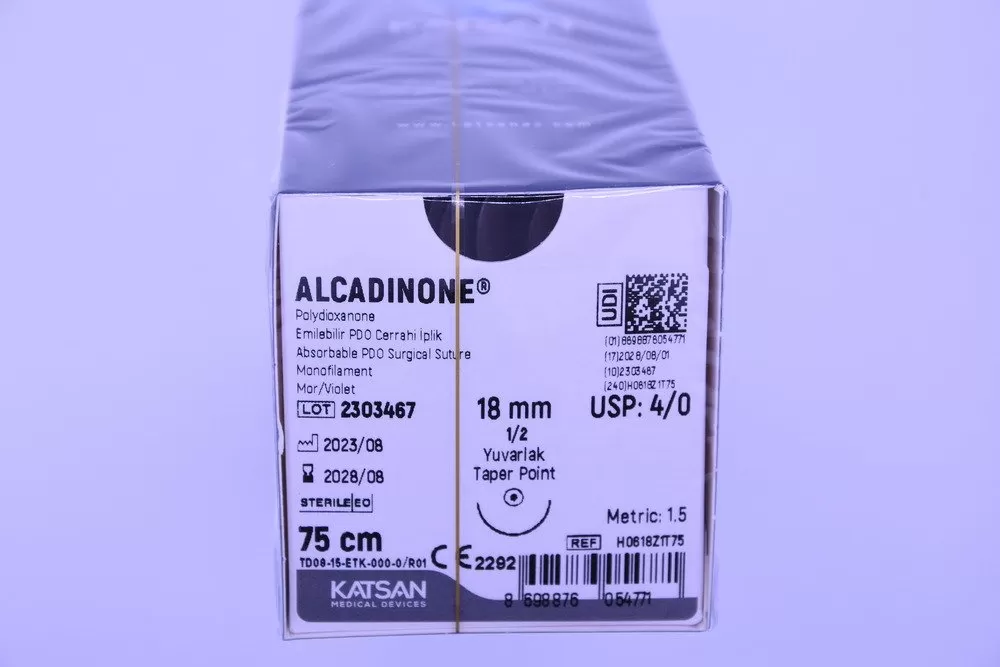 ALCADINONE®
Polydioxanone
Emilebilir PDO Cerrahi İplik
Absorbable PDO Surgical Suture
Monofilament
Mor/Violet
LOT 2303467
2023/08
2028/08
STERILE EO
75 cm
TD09-15-ETK-000-0/R01
CE 2292
KATSAN
MEDICAL DEVICES
18 mm
1/2
Yuvarlak
Taper Point
UDI
(01)8698876054771
(17)2028/08/01
(10)2303467
(240)H0618Z1T75
USP: 4/0
Metric: 1.5
REF H0618Z1T75
8 698876 054771